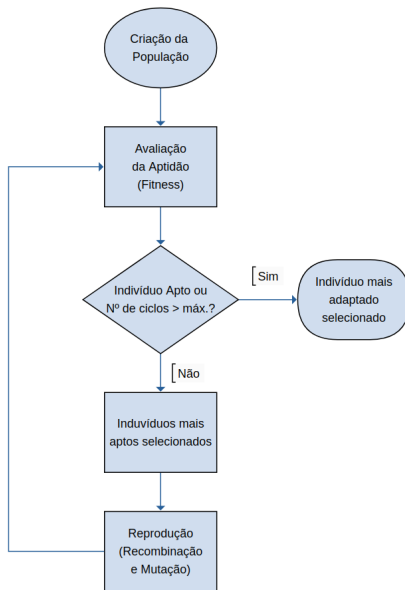 Criação da
População
Avaliação
da Aptidão
(Fitness)
Indivíduo Apto ou
Nº de ciclos > máx.?
Sim
Indivíduo mais
adaptado
selecionado
Não
Induvíduos mais
aptos selecionados
Reprodução
(Recombinação
e Mutação)